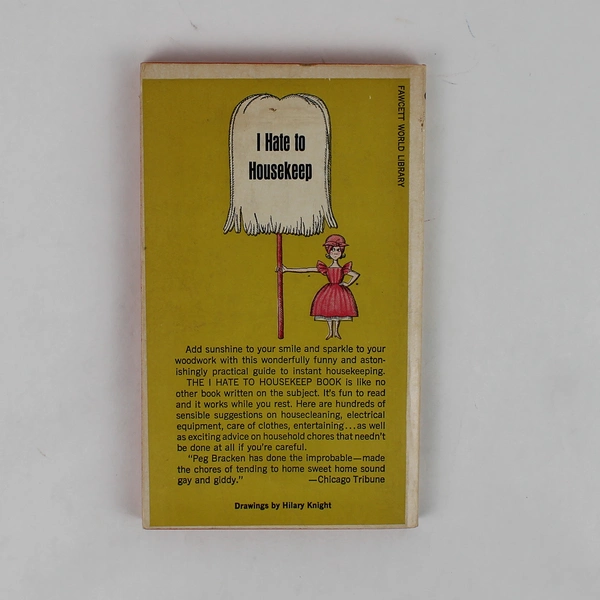 FAWCETT WORLD LIBRARY
I Hate to
Housekeep
Add sunshine to your smile and sparkle to your
woodwork with this wonderfully funny and aston-
ishingly practical guide to instant housekeeping.
THE I HATE TO HOUSEKEEP BOOK is like no
other book written on the subject. It's fun to read
and it works while you rest. Here are hundreds of
sensible suggestions on housecleaning, electrical
equipment, care of clothes, entertaining...as well
as exciting advice on household chores that needn't
be done at all if you're careful.
"Peg Bracken has done the improbable—made
the chores of tending to home sweet home sound
gay and giddy." —Chicago Tribune
Drawings by Hilary Knight